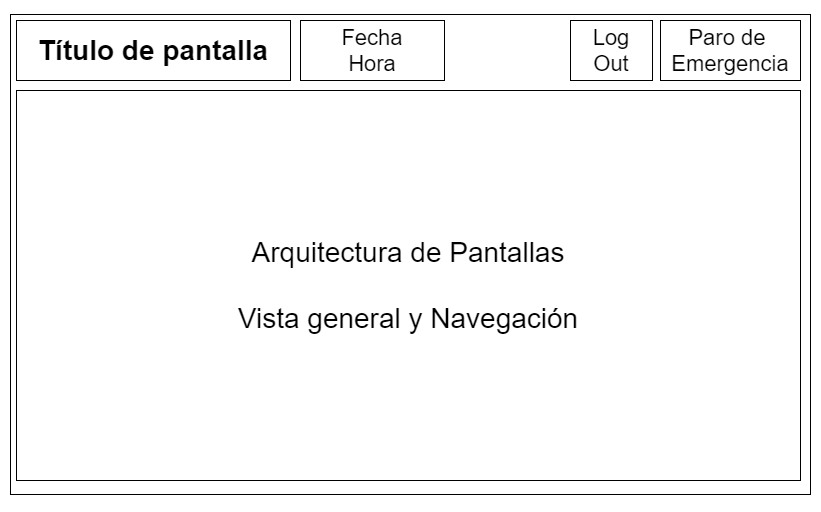 Título de pantalla
Fecha
Hora
Log
Out
Paro de
Emergencia
Arquitectura de Pantallas
Vista general y Navegación